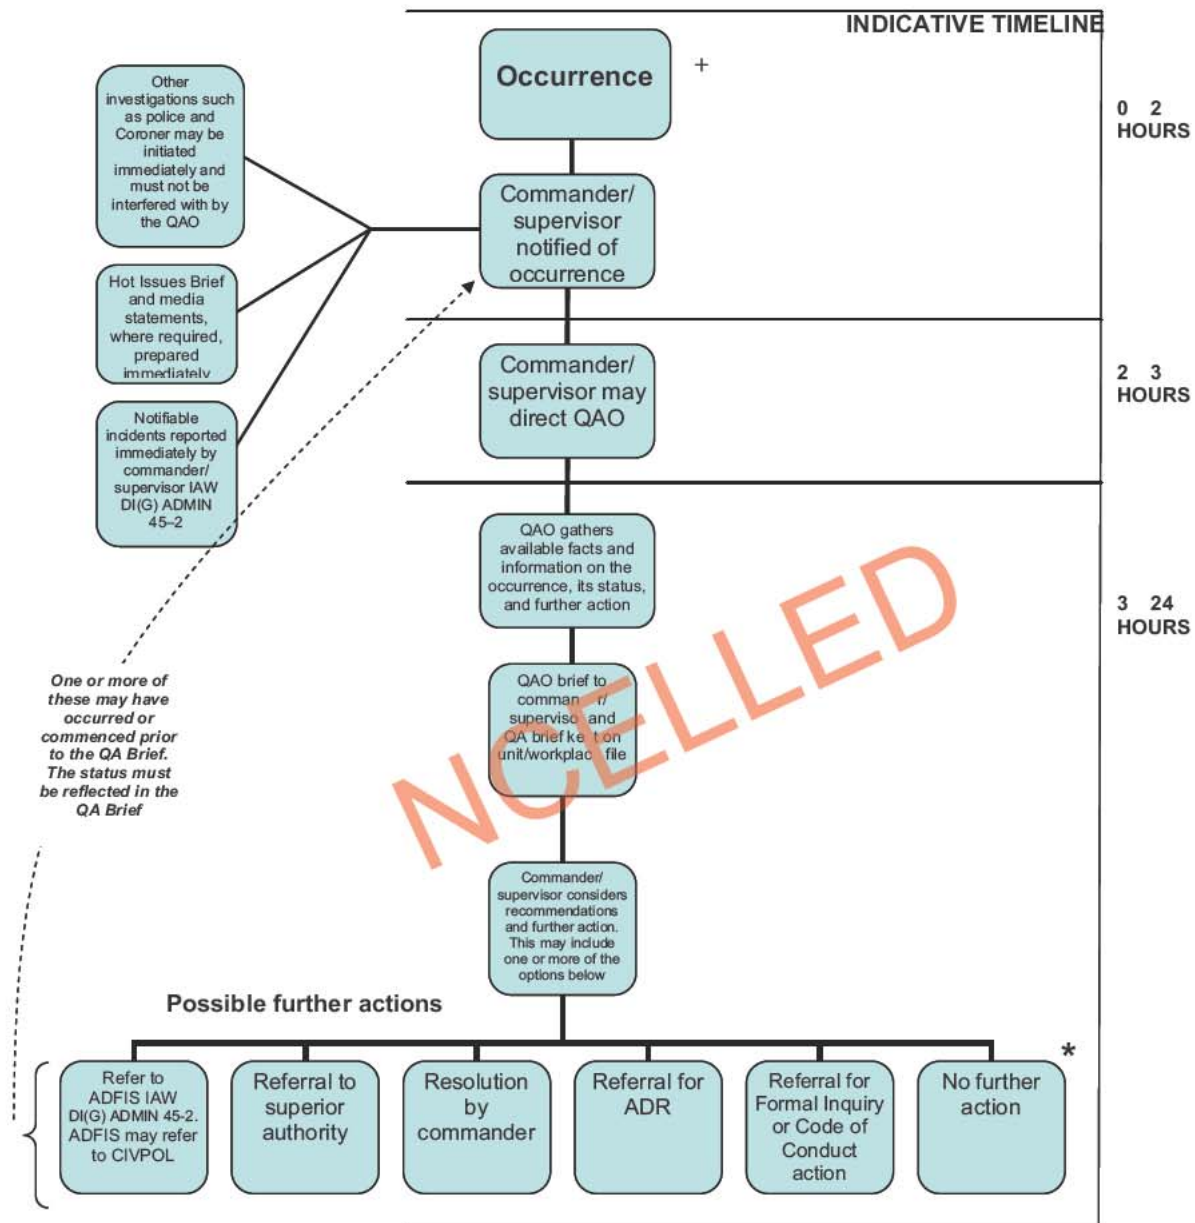 INDICATIVE TIMELINE
Occurrence
+
0 2
HOURS
Other
investigations such
as police and
Coroner may be
initiated
immediately and
must not be
interfered with by
the QAO
Commander/
supervisor
notified of
occurrence
Hot Issues Brief
and media
statements,
where required,
prepared
immediately
Commander/
supervisor may
direct QAO
2 3
HOURS
Notifiable
incidents reported
immediately by
commander/
supervisor IAW
DI(G) ADMIN
45–2
QAO gathers
available facts and
information on the
occurrence, its status,
and further action
3 24
HOURS
NCELLED
QAO brief to
comman r/
supervisor and
QA brief ke t on
unit/workplac file
One or more of
these may have
occurred or
commenced prior
to the QA Brief.
The status must
be reflected in the
QA Brief
Commander/
supervisor considers
recommendations
and further action.
This may include
one or more of the
options below
Possible further actions
*
Refer to
ADFIS IAW
DI(G) ADMIN 45-2.
ADFIS may refer
to CIVPOL
Referral to
superior
authority
Resolution
by
commander
Referral for
ADR
Referral for
Formal Inquiry
or Code of
Conduct
action
No further
action